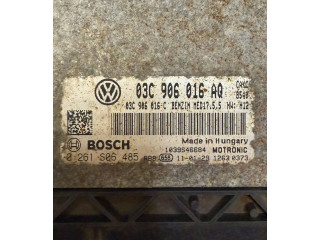 03C 906 016 AQ
03C 906 016-C BENZIN MED17.5.5 HW: H12
BOSCH
Made in Hungary
1039S46684 MOTRONIC
0 261 S06 485
11-01-29 1263 0373